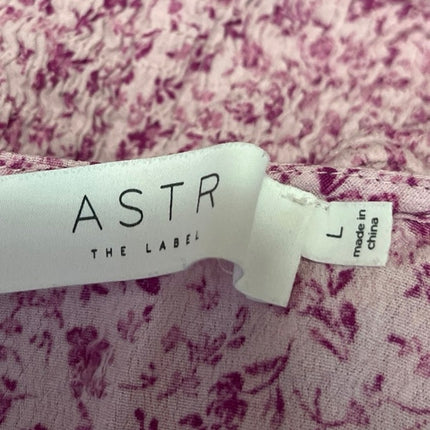 ASTR
THE LABEL
L
made in
china